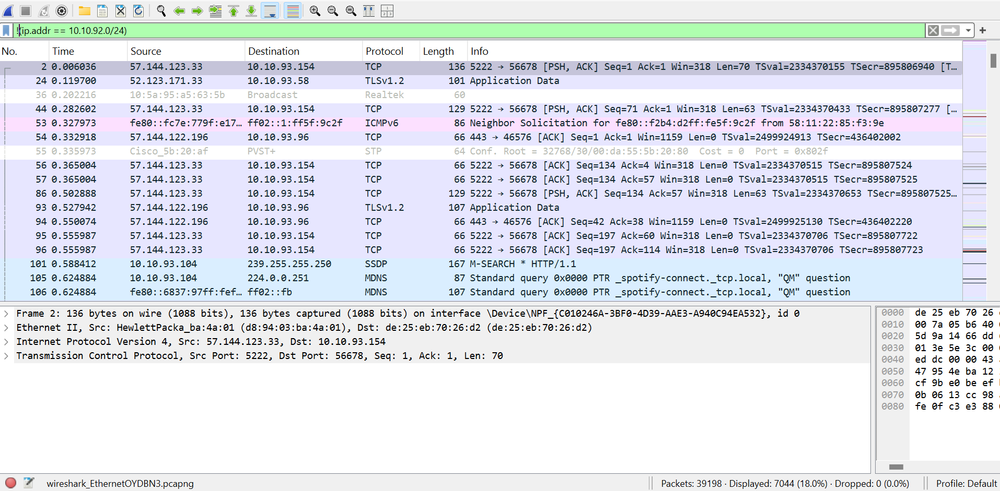 !(ip.addr == 10.10.92.0/24)
No. Time Source Destination Protocol Length Info
2 0.006036 57.144.123.33 10.10.93.154 TCP 136 5222 → 56678 [PSH, ACK] Seq=1 Ack=1 Win=318 Len=70 TSval=2334370155 TSecr=895806940 [T…
24 0.119700 52.123.171.33 10.10.93.58 TLSv1.2 101 Application Data
36 0.202216 10:5a:95:a5:63:5b Broadcast Realtek 60
44 0.282602 57.144.123.33 10.10.93.154 TCP 129 5222 → 56678 [PSH, ACK] Seq=71 Ack=1 Win=318 Len=63 TSval=2334370433 TSecr=895807277 […
53 0.327973 fe80::fc7e:779f:e17… ff02::1:ff5f:9c2f ICMPv6 86 Neighbor Solicitation for fe80::f2b4:d2ff:fe5f:9c2f from 58:11:22:85:f3:9e
54 0.332918 57.144.122.196 10.10.93.96 TCP 66 443 → 46576 [ACK] Seq=1 Ack=1 Win=1159 Len=0 TSval=2499924913 TSecr=436402002
55 0.335973 Cisco_5b:20:af PVST+ STP 64 Conf. Root = 32768/30/00:da:55:5b:20:80 Cost = 0 Port = 0x802f
56 0.365004 57.144.123.33 10.10.93.154 TCP 66 5222 → 56678 [ACK] Seq=134 Ack=4 Win=318 Len=0 TSval=2334370515 TSecr=895807524
57 0.365004 57.144.123.33 10.10.93.154 TCP 66 5222 → 56678 [ACK] Seq=134 Ack=57 Win=318 Len=0 TSval=2334370515 TSecr=895807525
86 0.502888 57.144.123.33 10.10.93.154 TCP 129 5222 → 56678 [PSH, ACK] Seq=134 Ack=57 Win=318 Len=63 TSval=2334370653 TSecr=895807525…
93 0.527942 57.144.122.196 10.10.93.96 TLSv1.2 107 Application Data
94 0.550074 57.144.122.196 10.10.93.96 TCP 66 443 → 46576 [ACK] Seq=42 Ack=38 Win=1159 Len=0 TSval=2499925130 TSecr=436402220
95 0.555987 57.144.123.33 10.10.93.154 TCP 66 5222 → 56678 [ACK] Seq=197 Ack=60 Win=318 Len=0 TSval=2334370706 TSecr=895807722
96 0.555987 57.144.123.33 10.10.93.154 TCP 66 5222 → 56678 [ACK] Seq=197 Ack=114 Win=318 Len=0 TSval=2334370706 TSecr=895807723
101 0.588412 10.10.93.104 239.255.255.250 SSDP 167 M-SEARCH * HTTP/1.1
105 0.624884 10.10.93.104 224.0.0.251 MDNS 87 Standard query 0x0000 PTR _spotify-connect._tcp.local, "QM" question
106 0.624884 fe80::6837:97ff:fef… ff02::fb MDNS 107 Standard query 0x0000 PTR _spotify-connect._tcp.local, "QM" question
Frame 2: 136 bytes on wire (1088 bits), 136 bytes captured (1088 bits) on interface \Device\NPF_{C010246A-3BF0-4D39-AAE3-A940C94EA532}, id 0
Ethernet II, Src: HewlettPacka_ba:4a:01 (d8:94:03:ba:4a:01), Dst: de:25:eb:70:26:d2 (de:25:eb:70:26:d2)
Internet Protocol Version 4, Src: 57.144.123.33, Dst: 10.10.93.154
Transmission Control Protocol, Src Port: 5222, Dst Port: 56678, Seq: 1, Ack: 1, Len: 70
0000 de 25 eb 70 26
0010 00 7a 05 b6 40
0020 5d 9a 14 66 dd
0030 01 3e 5e 3c 00
0040 ed dc 00 00 43
0050 47 95 4e ba 12
0060 cf 9b e0 be ef
0070 0b 06 13 cc 98
0080 fe 0f c3 e3 88
wireshark_EthernetOYDBN3.pcapng
Packets: 39198 · Displayed: 7044 (18.0%) · Dropped: 0 (0.0%)
Profile: Default